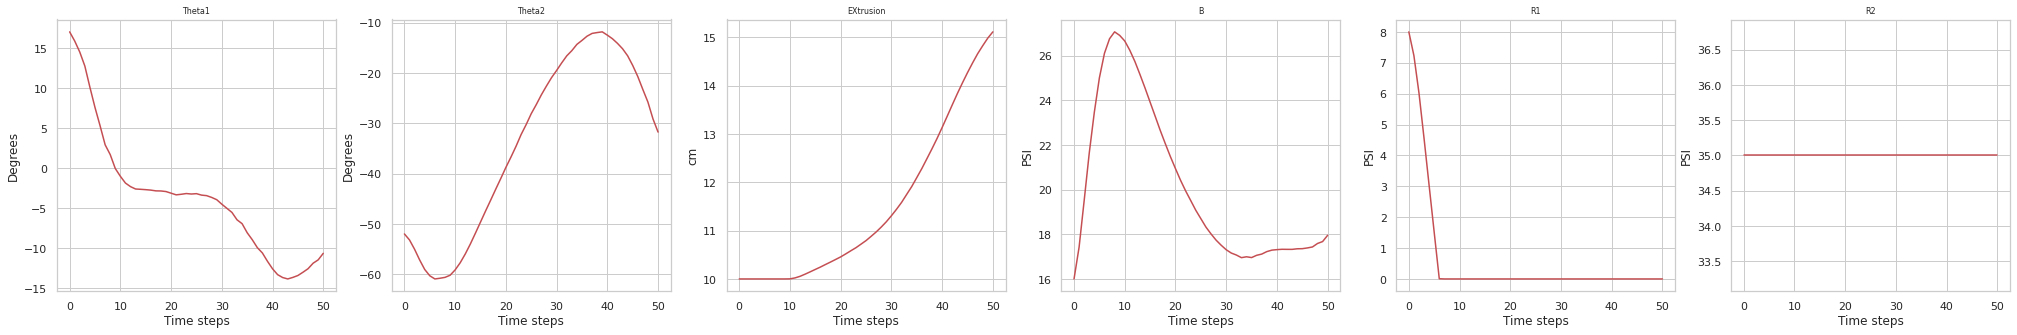 Theta1
15
10
5
0
−5
−10
−15
Degrees
0 10 20 30 40 50
Time steps
Theta2
−10
−20
−30
−40
−50
−60
Degrees
0 10 20 30 40 50
Time steps
EXtrusion
15
14
13
12
11
10
cm
0 10 20 30 40 50
Time steps
B
26
24
22
20
18
16
PSI
0 10 20 30 40 50
Time steps
R1
8
7
6
5
4
3
2
1
0
PSI
0 10 20 30 40 50
Time steps
R2
36.5
36.0
35.5
35.0
34.5
34.0
33.5
PSI
0 10 20 30 40 50
Time steps